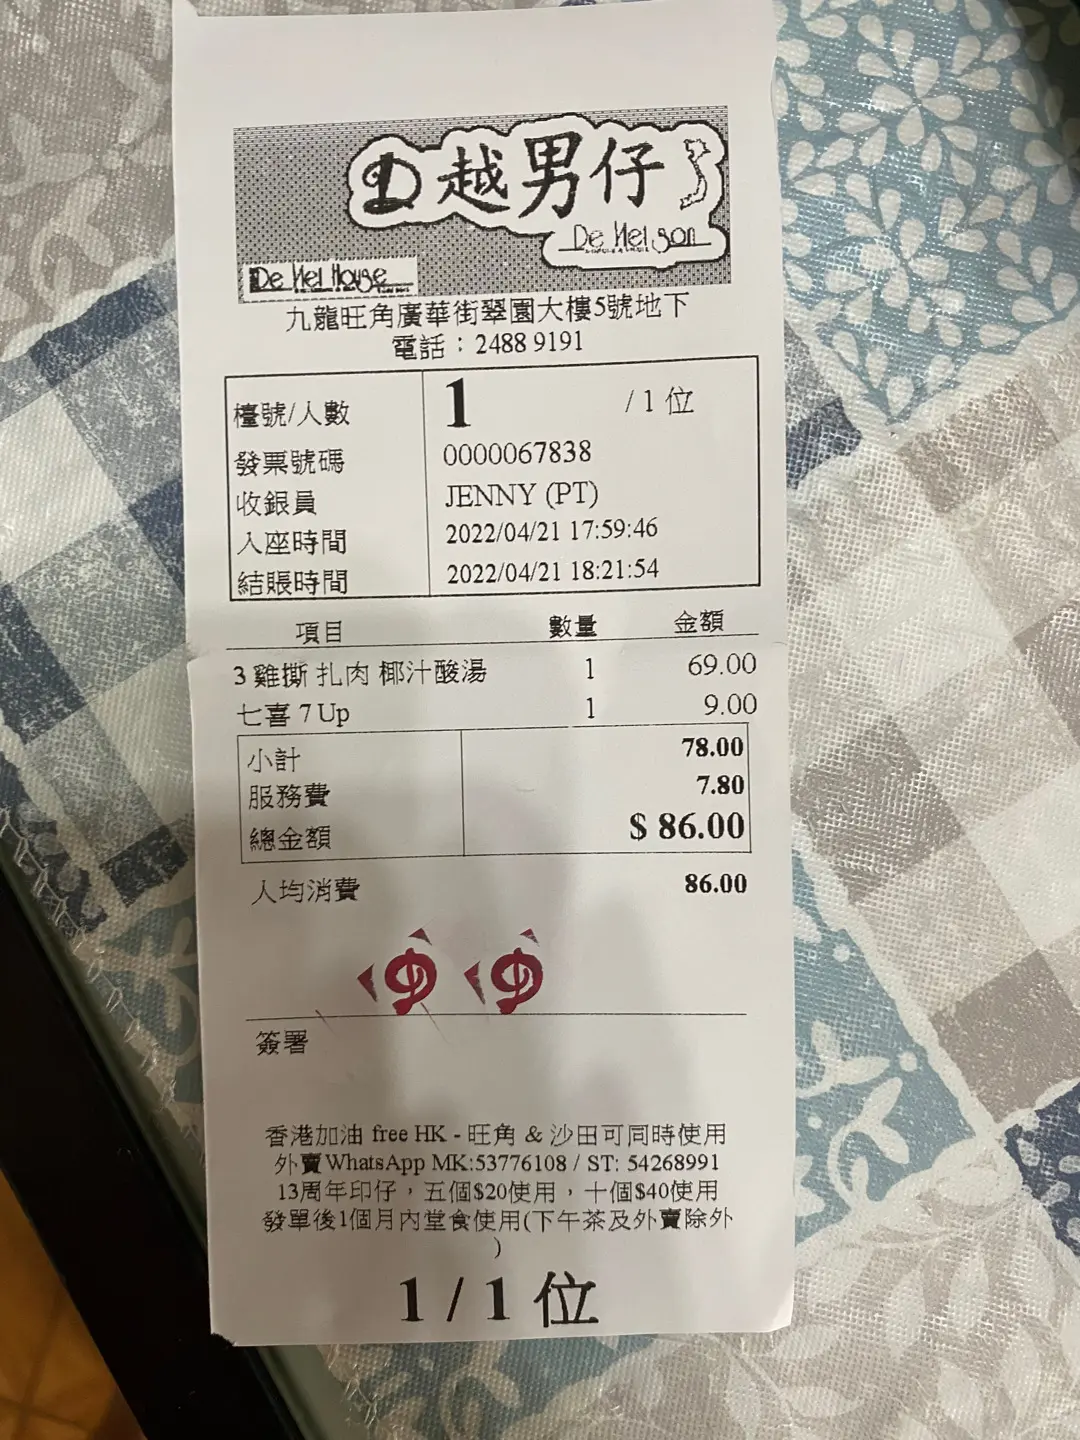 越男仔
De Mel son
De Mel House
九龍旺角廣華街翠園大樓5號地下
電話：2488 9191
檯號/人數 1 / 1 位
發票號碼 0000067838
收銀員 JENNY (PT)
入座時間 2022/04/21 17:59:46
結賬時間 2022/04/21 18:21:54
項目 數量 金額
3 雞撕 扎肉 椰汁酸湯 1 69.00
七喜 7 Up 1 9.00
小計 78.00
服務費 7.80
總金額 $ 86.00
人均消費 86.00
簽署
香港加油 free HK - 旺角 & 沙田可同時使用
外賣WhatsApp MK:53776108 / ST: 54268991
13周年印仔，五個$20使用，十個$40使用
發單後1個月內堂食使用(下午茶及外賣除外
)
1 / 1 位